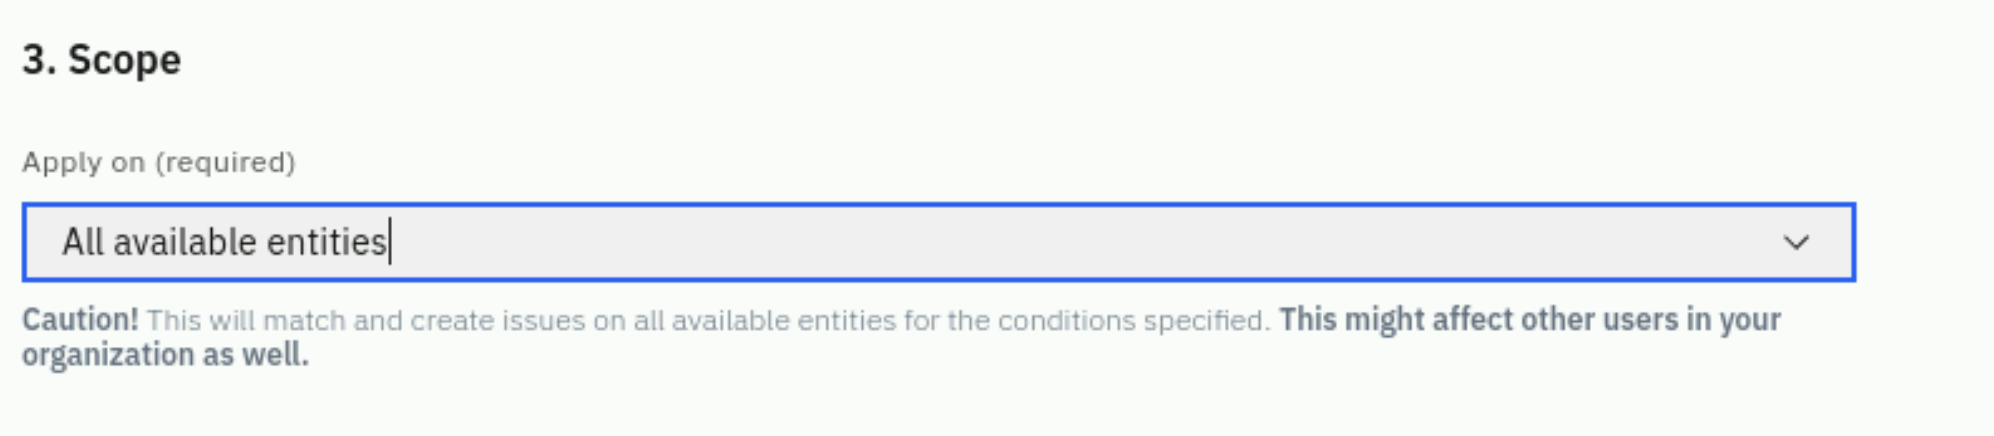 3. Scope
Apply on (required)
All available entities
Caution! This will match and create issues on all available entities for the conditions specified. This might affect other users in your
organization as well.